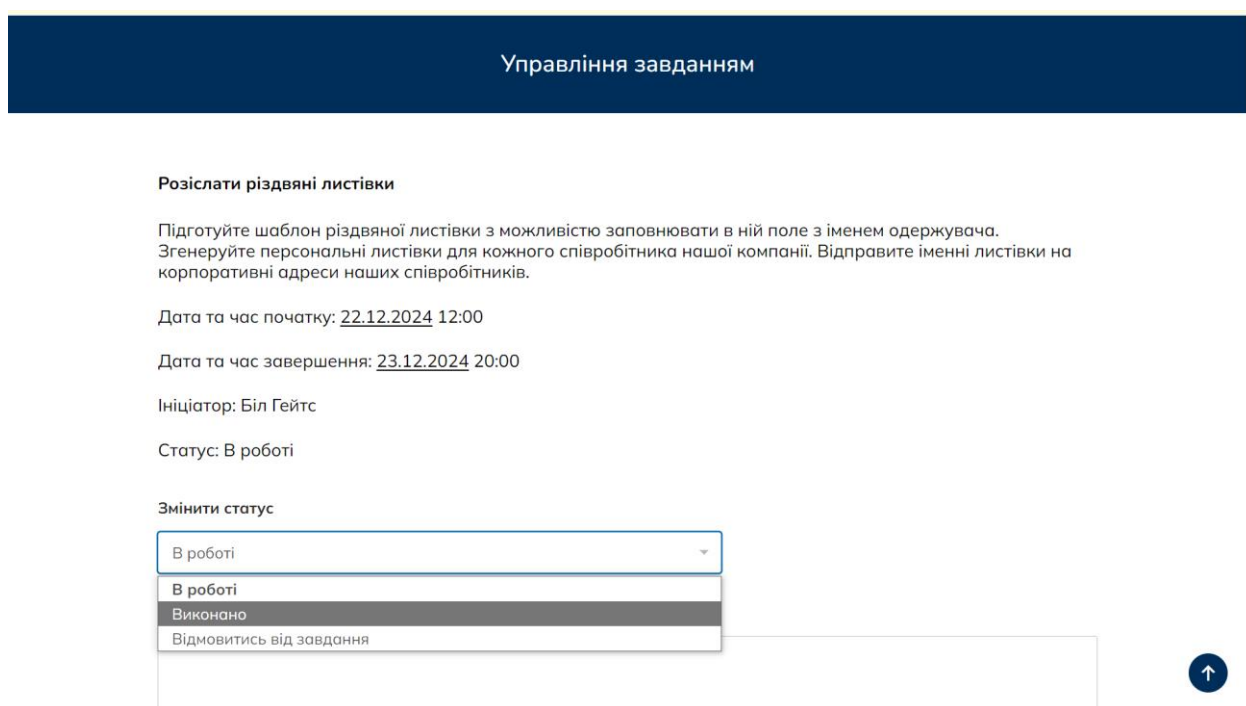 Управління завданням
Розіслати різдвяні листівки
Підготуйте шаблон різдвяної листівки з можливістю заповнювати в ній поле з іменем одержувача.
Згенеруйте персональні листівки для кожного співробітника нашої компанії. Відправите іменні листівки на
корпоративні адреси наших співробітників.
Дата та час початку: 22.12.2024 12:00
Дата та час завершення: 23.12.2024 20:00
Ініціатор: Біл Гейтс
Статус: В роботі
Змінити статус
В роботі
В роботі
Виконано
Відмовитись від завдання